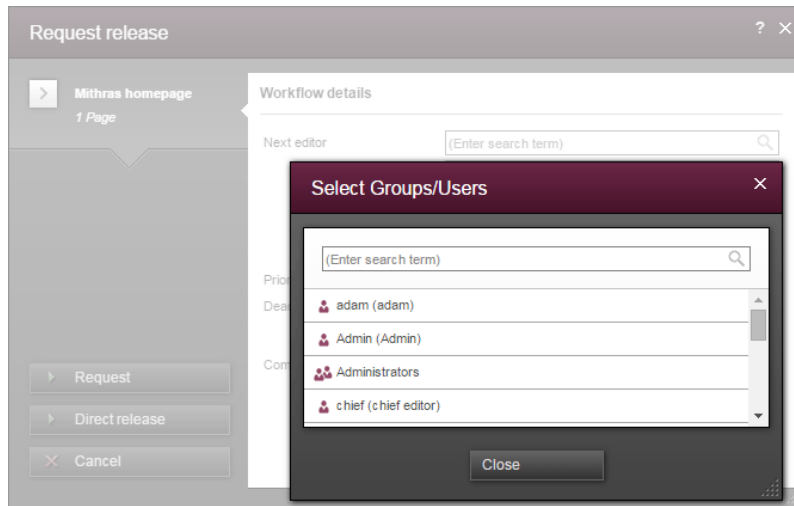 Request release
?
Mithras homepage
1 Page
Workflow details
Next editor
(Enter search term)
Select Groups/Users
(Enter search term)
adam (adam)
Admin (Admin)
Administrators
chief (chief editor)
Close
Request
Direct release
Cancel